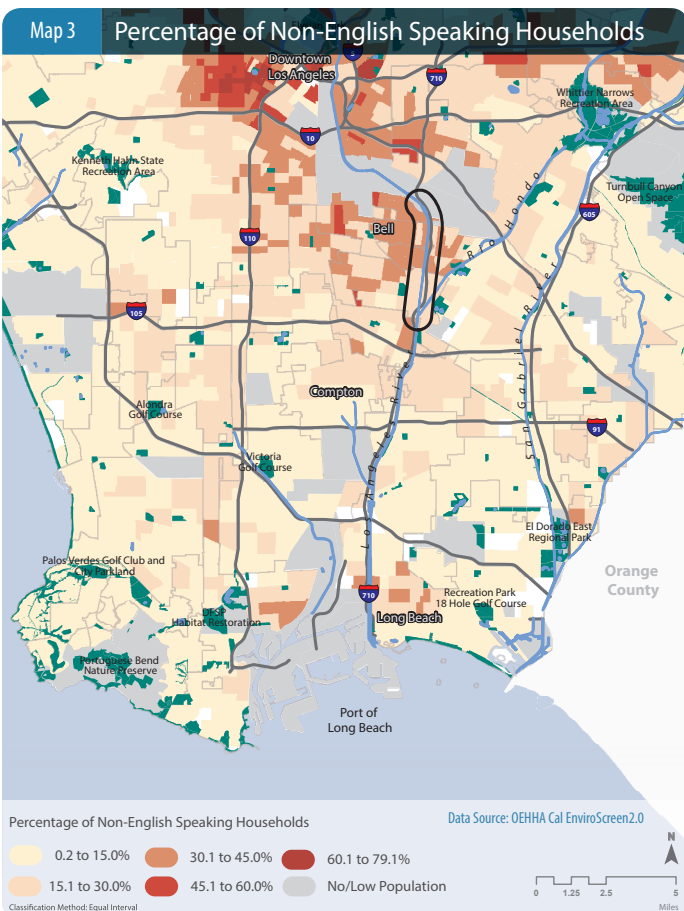 Map 3
Percentage of Non-English Speaking Households
Downtown
Los Angeles
5
710
Whittier Narrows
Recreation Area
10
Kenneth Hahn State
Recreation Area
Turnbull Canyon
Open Space
Rio Hondo
605
110
Bell
105
San Gabriel River
Compton
Los Angeles River
Alondra
Golf Course
91
Victoria
Golf Course
El Dorado East
Regional Park
Palos Verdes Golf Club and
City Parkland
Orange
County
710
Recreation Park
18 Hole Golf Course
DFSP
Habitat Restoration
Long Beach
Portuguese Bend
Nature Preserve
Port of
Long Beach
Percentage of Non-English Speaking Households
Data Source: OEHHA Cal EnviroScreen2.0
0.2 to 15.0%
30.1 to 45.0%
60.1 to 79.1%
15.1 to 30.0%
45.1 to 60.0%
No/Low Population
Classification Method: Equal Interval
N
0 1.25 2.5 5
Miles